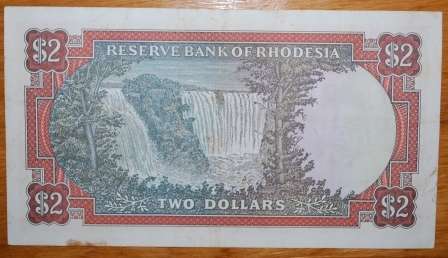 $2 RESERVE BANK OF RHODESIA $2
$2 TWO DOLLARS $2